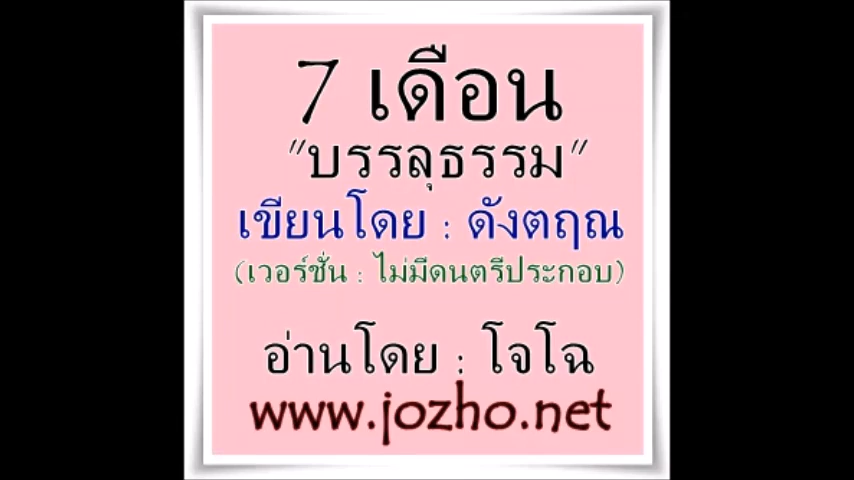 7 เดือน
"บรรลุธรรม"
เขียนโดย : ดังตฤณ
(เวอร์ชั่น : ไม่มีดนตรีประกอบ)
อ่านโดย : โจโฉ
www.jozho.net